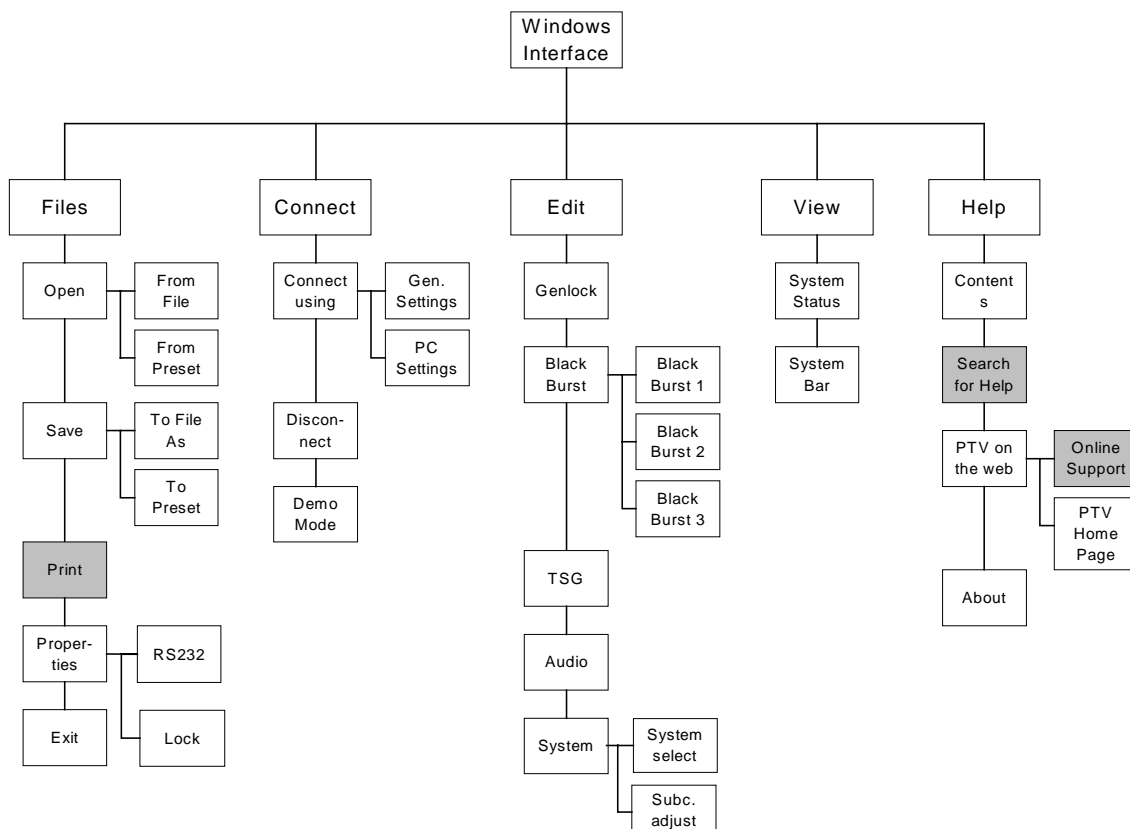 Windows
Interface
Files
Connect
Edit
View
Help
Open
From
File
From
Preset
Save
To File
As
To
Preset
Print
Proper-
ties
RS232
Lock
Exit
Connect
using
Gen.
Settings
PC
Settings
Disconn-
nect
Demo
Mode
Genlock
Black
Burst
Black
Burst 1
Black
Burst 2
Black
Burst 3
TSG
Audio
System
System
select
Subc.
adjust
System
Status
System
Bar
Content
s
Search
for Help
PTV on
the web
Online
Support
PTV
Home
Page
About